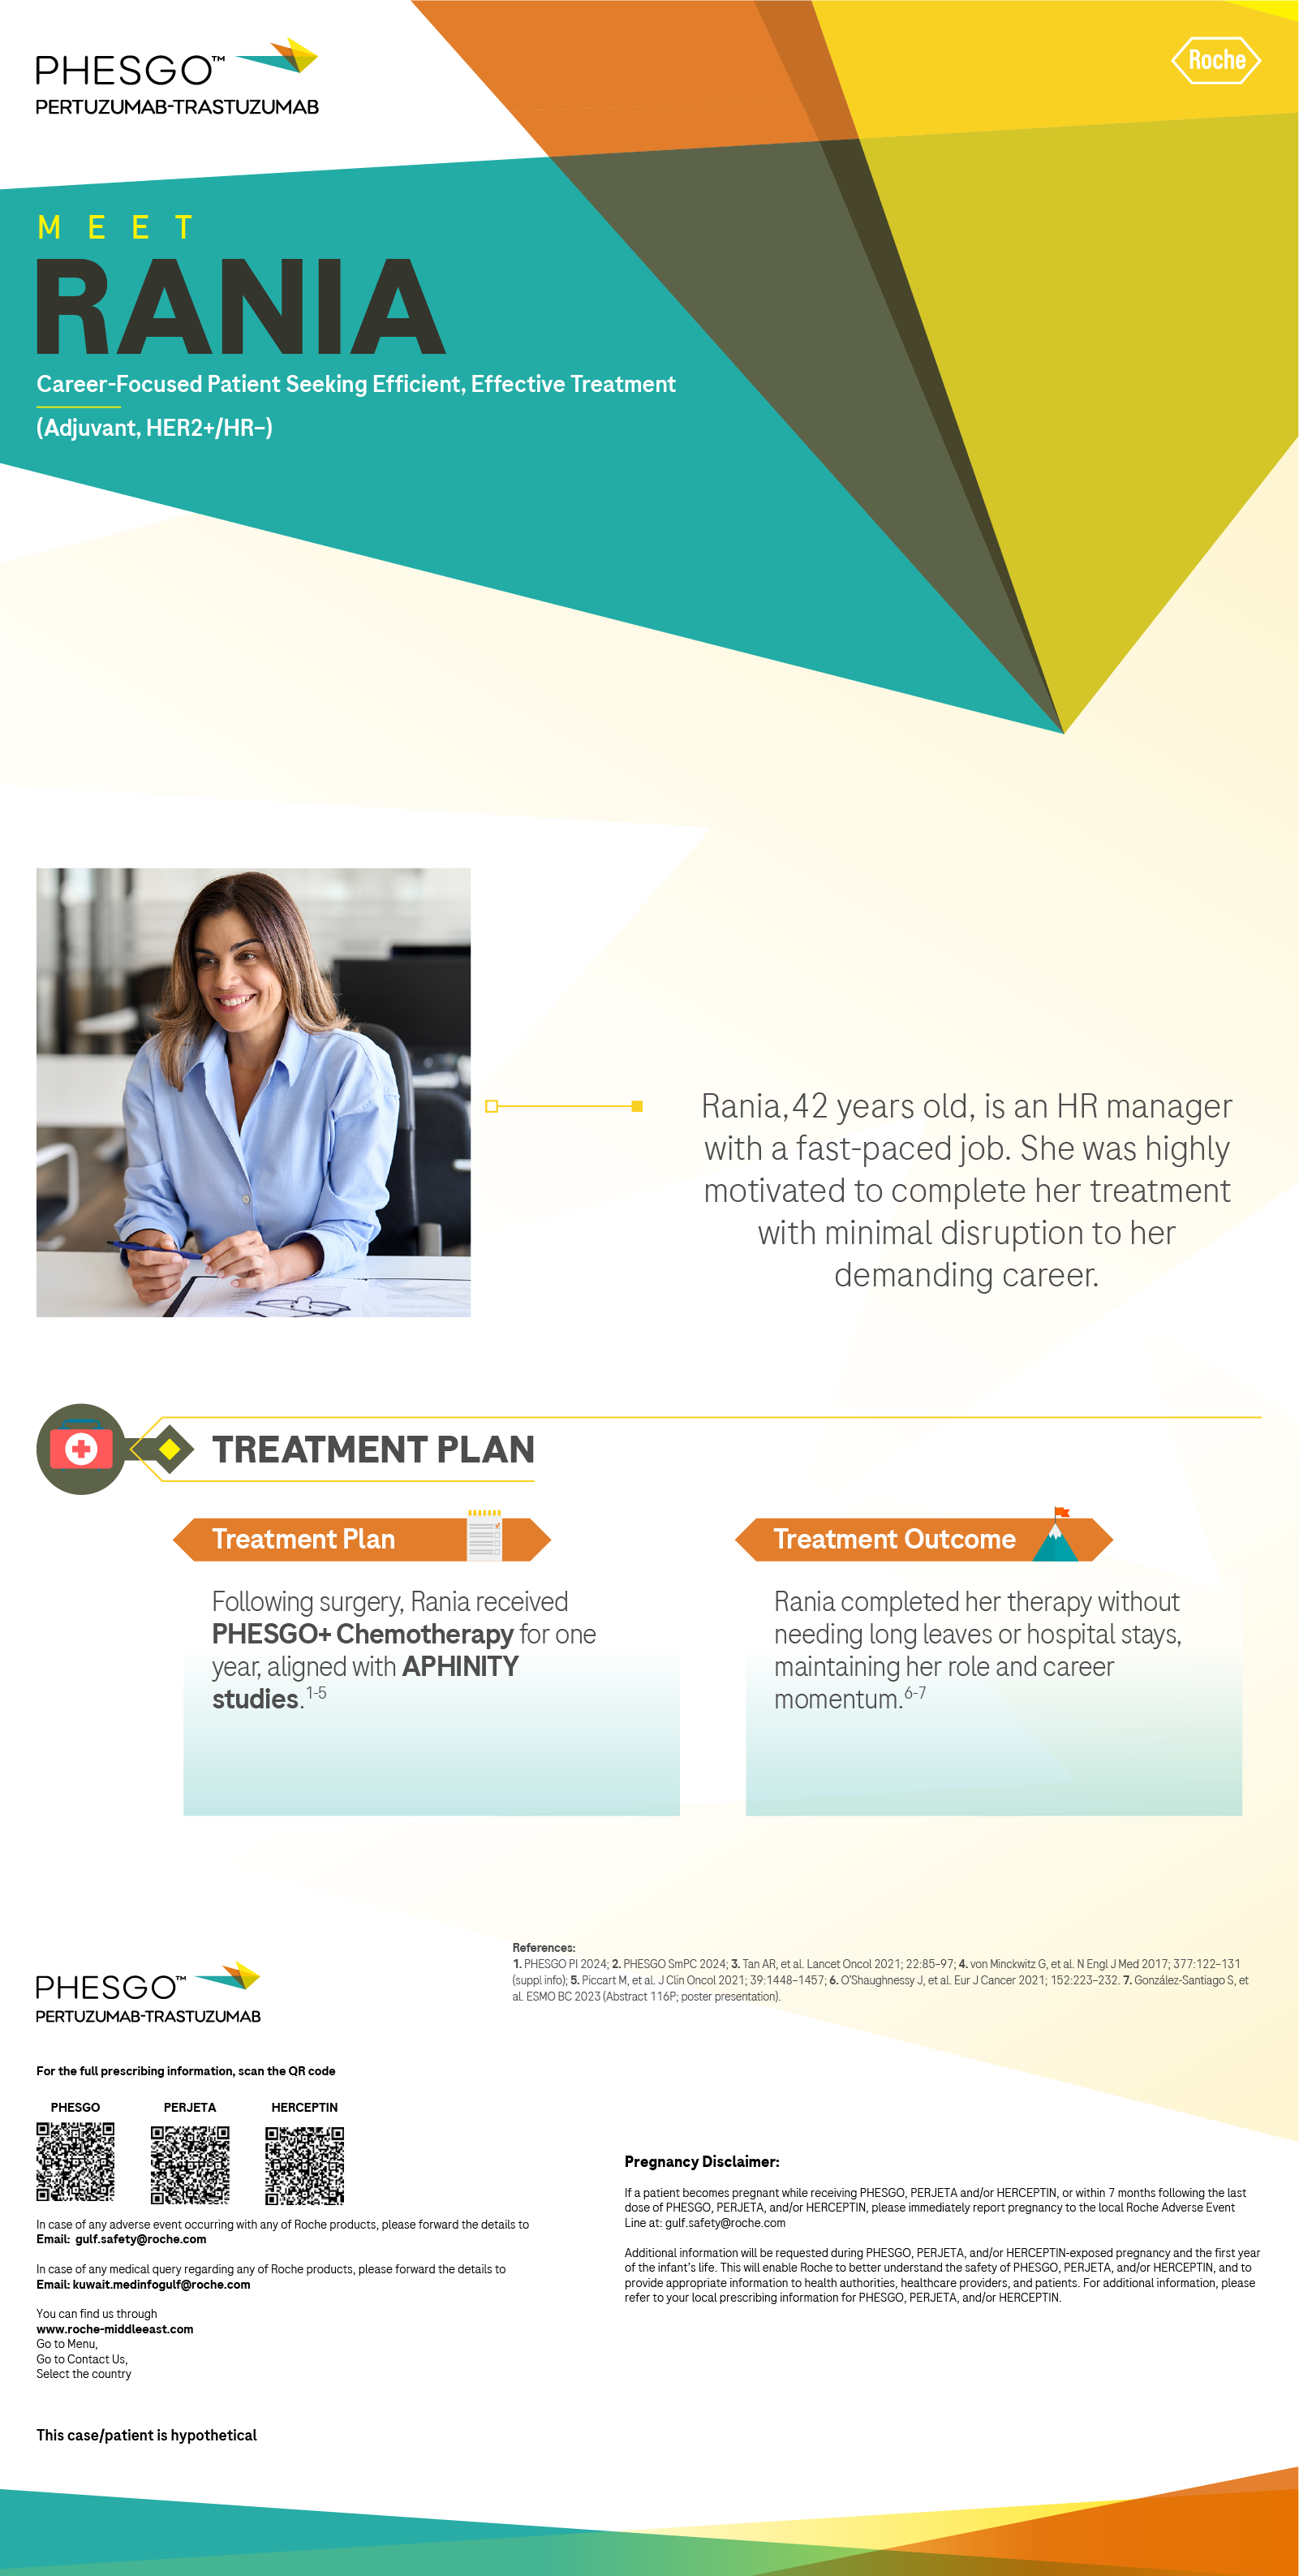 PHESGO™
PERTUZUMAB-TRASTUZUMAB
Roche
MEET
RANIA
Career-Focused Patient Seeking Efficient, Effective Treatment
(Adjuvant, HER2+/HR–)
Rania,42 years old, is an HR manager
with a fast-paced job. She was highly
motivated to complete her treatment
with minimal disruption to her
demanding career.
TREATMENT PLAN
Treatment Plan
Following surgery, Rania received
PHESGO+ Chemotherapy for one
year, aligned with APHINITY
studies.1-5
Treatment Outcome
Rania completed her therapy without
needing long leaves or hospital stays,
maintaining her role and career
momentum.6-7
References:
1. PHESGO PI 2024; 2. PHESGO SmPC 2024; 3. Tan AR, et al. Lancet Oncol 2021; 22:85–97; 4. von Minckwitz G, et al. N Engl J Med 2017; 377:122–131
(suppl info); 5. Piccart M, et al. J Clin Oncol 2021; 39:1448–1457; 6. O'Shaughnessy J, et al. Eur J Cancer 2021; 152:223–232. 7. González-Santiago S, et
al. ESMO BC 2023 (Abstract 116P; poster presentation).
PHESGO™
PERTUZUMAB-TRASTUZUMAB
For the full prescribing information, scan the QR code
PHESGO PERJETA HERCEPTIN
In case of any adverse event occurring with any of Roche products, please forward the details to
Email: gulf.safety@roche.com
In case of any medical query regarding any of Roche products, please forward the details to
Email: kuwait.medinfogulf@roche.com
You can find us through
www.roche-middleeast.com
Go to Menu,
Go to Contact Us,
Select the country
Pregnancy Disclaimer:
If a patient becomes pregnant while receiving PHESGO, PERJETA and/or HERCEPTIN, or within 7 months following the last
dose of PHESGO, PERJETA, and/or HERCEPTIN, please immediately report pregnancy to the local Roche Adverse Event
Line at: gulf.safety@roche.com
Additional information will be requested during PHESGO, PERJETA, and/or HERCEPTIN-exposed pregnancy and the first year
of the infant's life. This will enable Roche to better understand the safety of PHESGO, PERJETA, and/or HERCEPTIN, and to
provide appropriate information to health authorities, healthcare providers, and patients. For additional information, please
refer to your local prescribing information for PHESGO, PERJETA, and/or HERCEPTIN.
This case/patient is hypothetical